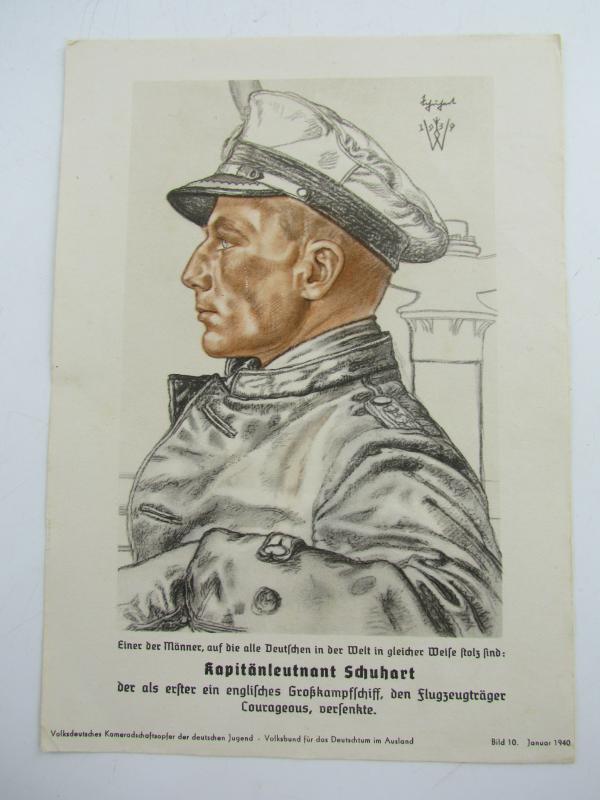 Schuhart
1939
W
Einer der Männer, auf die alle Deutschen in der Welt in gleicher Weise stolz sind:
Kapitänleutnant Schuhart
der als erster ein englisches Großkampfschiff, den Flugzeugträger
Courageous, versenkte.
Volksdeutsches Kameradschaftsopfer der deutschen Jugend - Volksbund für das Deutschtum im Ausland
Bild 10. Januar 1940